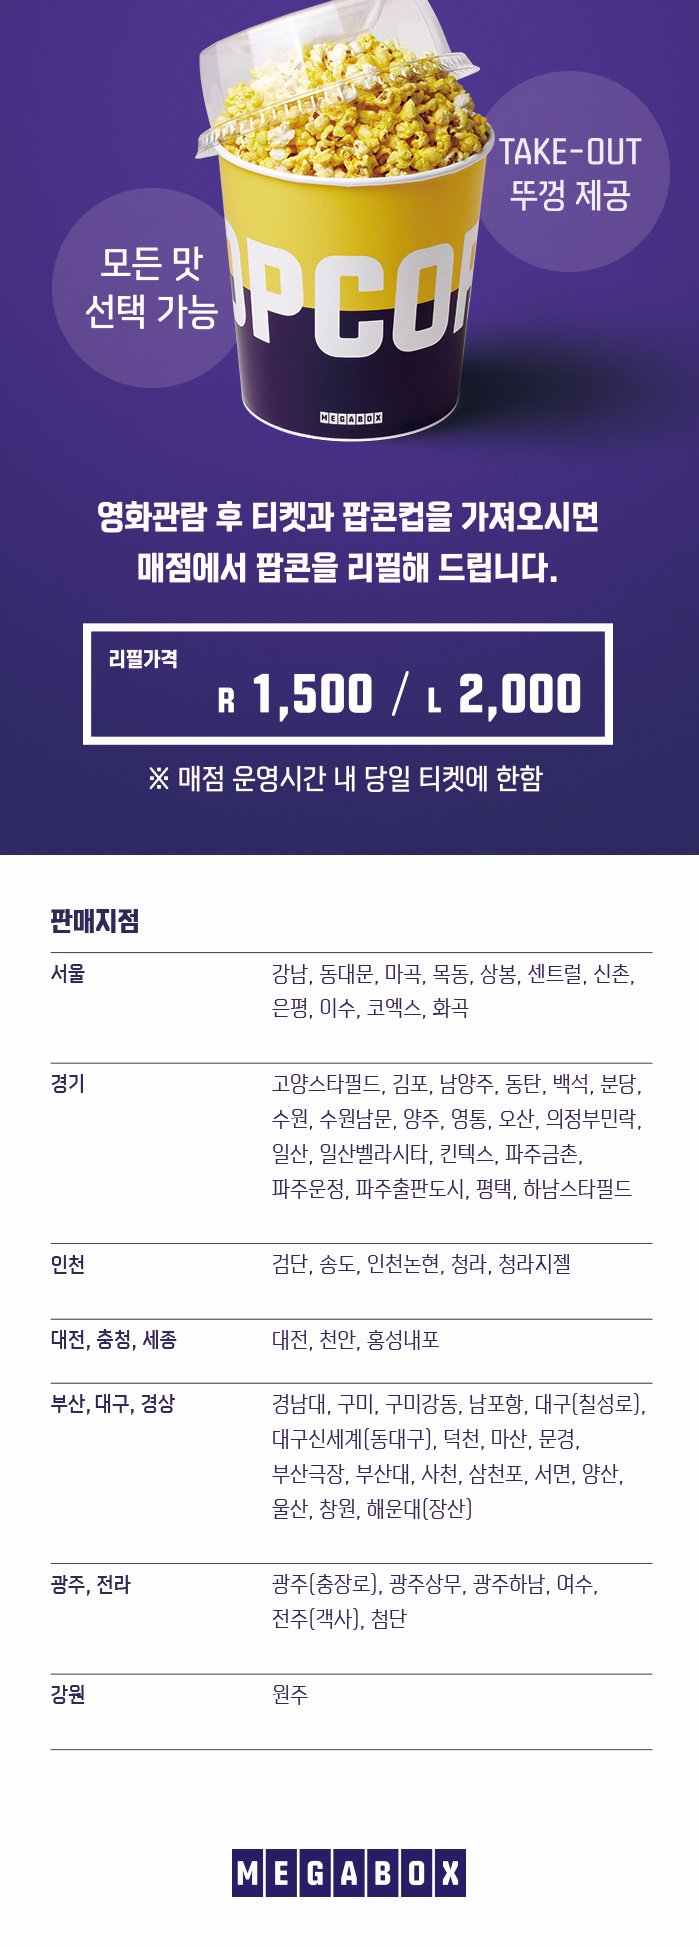 TAKE-OUT
뚜껑 제공
모든 맛
선택 가능
OPCOR
MEGABOX
영화관람 후 티켓과 팝콘컵을 가져오시면
매점에서 팝콘을 리필해 드립니다.
리필가격
R 1,500 / L 2,000
※ 매점 운영시간 내 당일 티켓에 한함
판매지점
서울 강남, 동대문, 마곡, 목동, 상봉, 센트럴, 신촌,
은평, 이수, 코엑스, 화곡
경기 고양스타필드, 김포, 남양주, 동탄, 백석, 분당,
수원, 수원남문, 양주, 영통, 오산, 의정부민락,
일산, 일산벨라시타, 킨텍스, 파주금촌,
파주운정, 파주출판도시, 평택, 하남스타필드
인천 검단, 송도, 인천논현, 청라, 청라지젤
대전, 충청, 세종 대전, 천안, 홍성내포
부산, 대구, 경상 경남대, 구미, 구미강동, 남포항, 대구(칠성로),
대구신세계(동대구), 덕천, 마산, 문경,
부산극장, 부산대, 사천, 삼천포, 서면, 양산,
울산, 창원, 해운대(장산)
광주, 전라 광주(충장로), 광주상무, 광주하남, 여수,
전주(객사), 첨단
강원 원주
MEGABOX